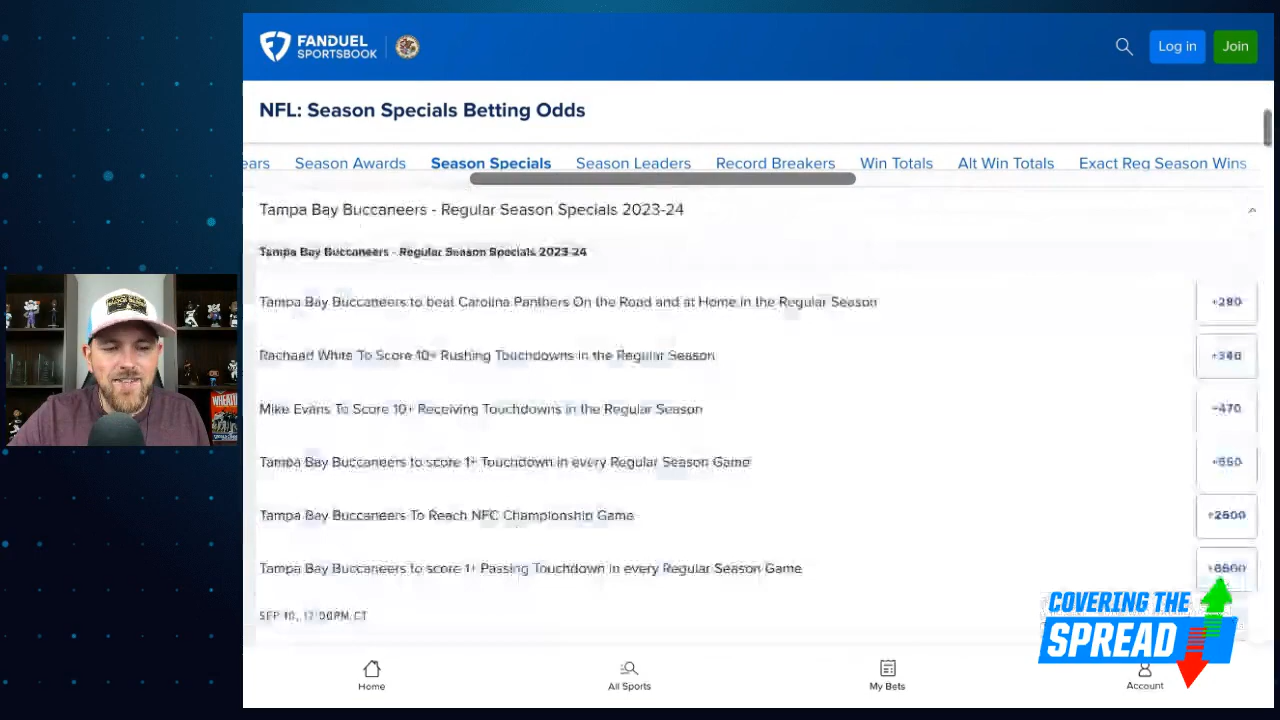 FANDUEL
SPORTSBOOK
Log in
Join
NFL: Season Specials Betting Odds
ears
Season Awards
Season Specials
Season Leaders
Record Breakers
Win Totals
Alt Win Totals
Exact Reg Season Wins
Tampa Bay Buccaneers - Regular Season Specials 2023-24
Tampa Bay Buccaneers - Regular Season Specials 2023-24
Tampa Bay Buccaneers to beat Carolina Panthers On the Road and at Home in the Regular Season
+280
Rachaad White To Score 10+ Rushing Touchdowns in the Regular Season
Mike Evans To Score 10+ Receiving Touchdowns in the Regular Season
+470
Tampa Bay Buccaneers to score 1+ Touchdown in every Regular Season Game
Tampa Bay Buccaneers To Reach NFC Championship Game
Tampa Bay Buccaneers to score 1+ Passing Touchdown in every Regular Season Game
COVERING THE
SPREAD
Home
All Sports
My Bets
Account